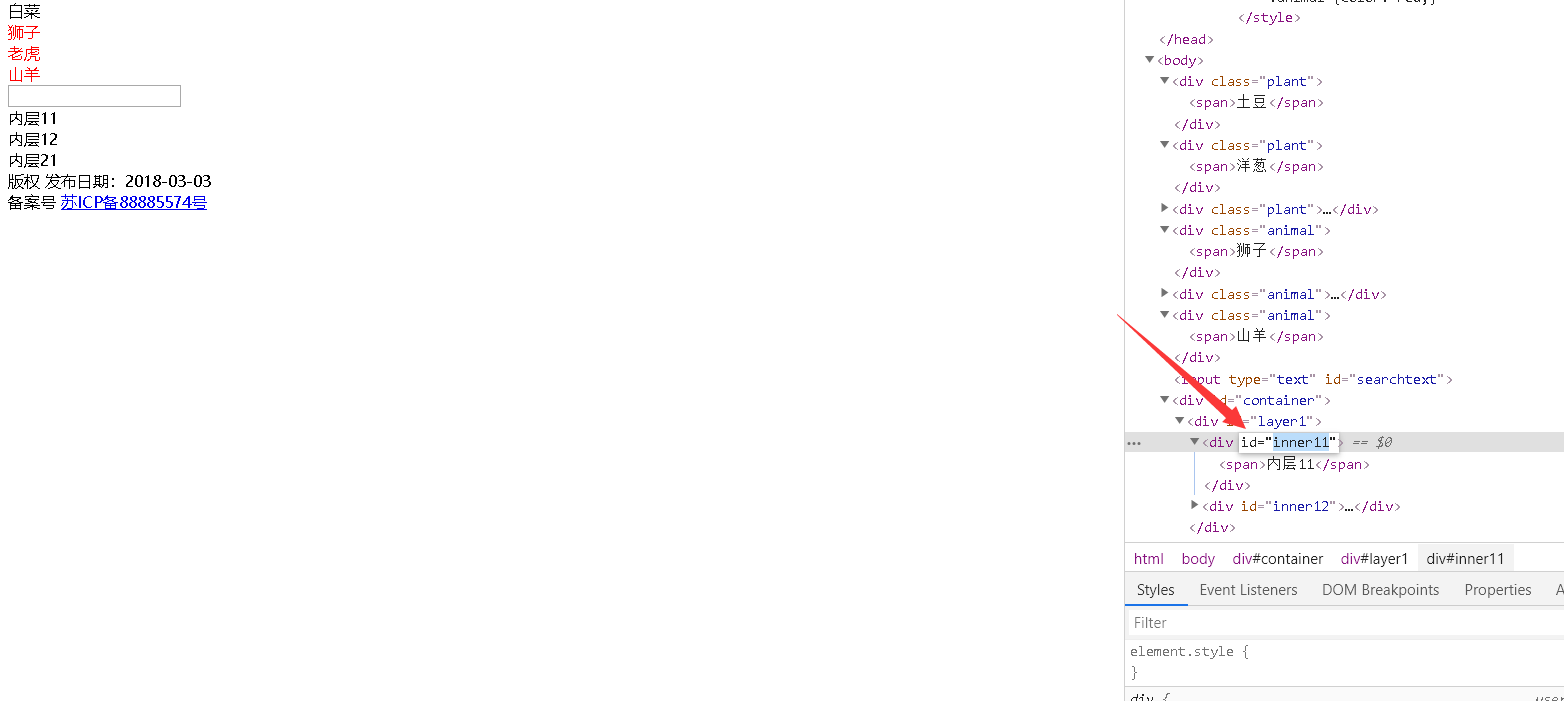 白菜
狮子
老虎
山羊
内层11
内层12
内层21
版权 发布日期：2018-03-03
备案号 苏ICP备88885574号
</style>
</head>
<body>
<div class="plant">
<span>土豆</span>
</div>
<div class="plant">
<span>洋葱</span>
</div>
<div class="plant">…</div>
<div class="animal">
<span>狮子</span>
</div>
<div class="animal">…</div>
<div class="animal">
<span>山羊</span>
</div>
<input type="text" id="searchtext">
<div id="container">
<div id="layer1">
<div id="inner11"> == $0
<span>内层11</span>
</div>
<div id="inner12">…</div>
</div>
html body div#container div#layer1 div#inner11
Styles Event Listeners DOM Breakpoints Properties A
Filter
element.style {
}
div {